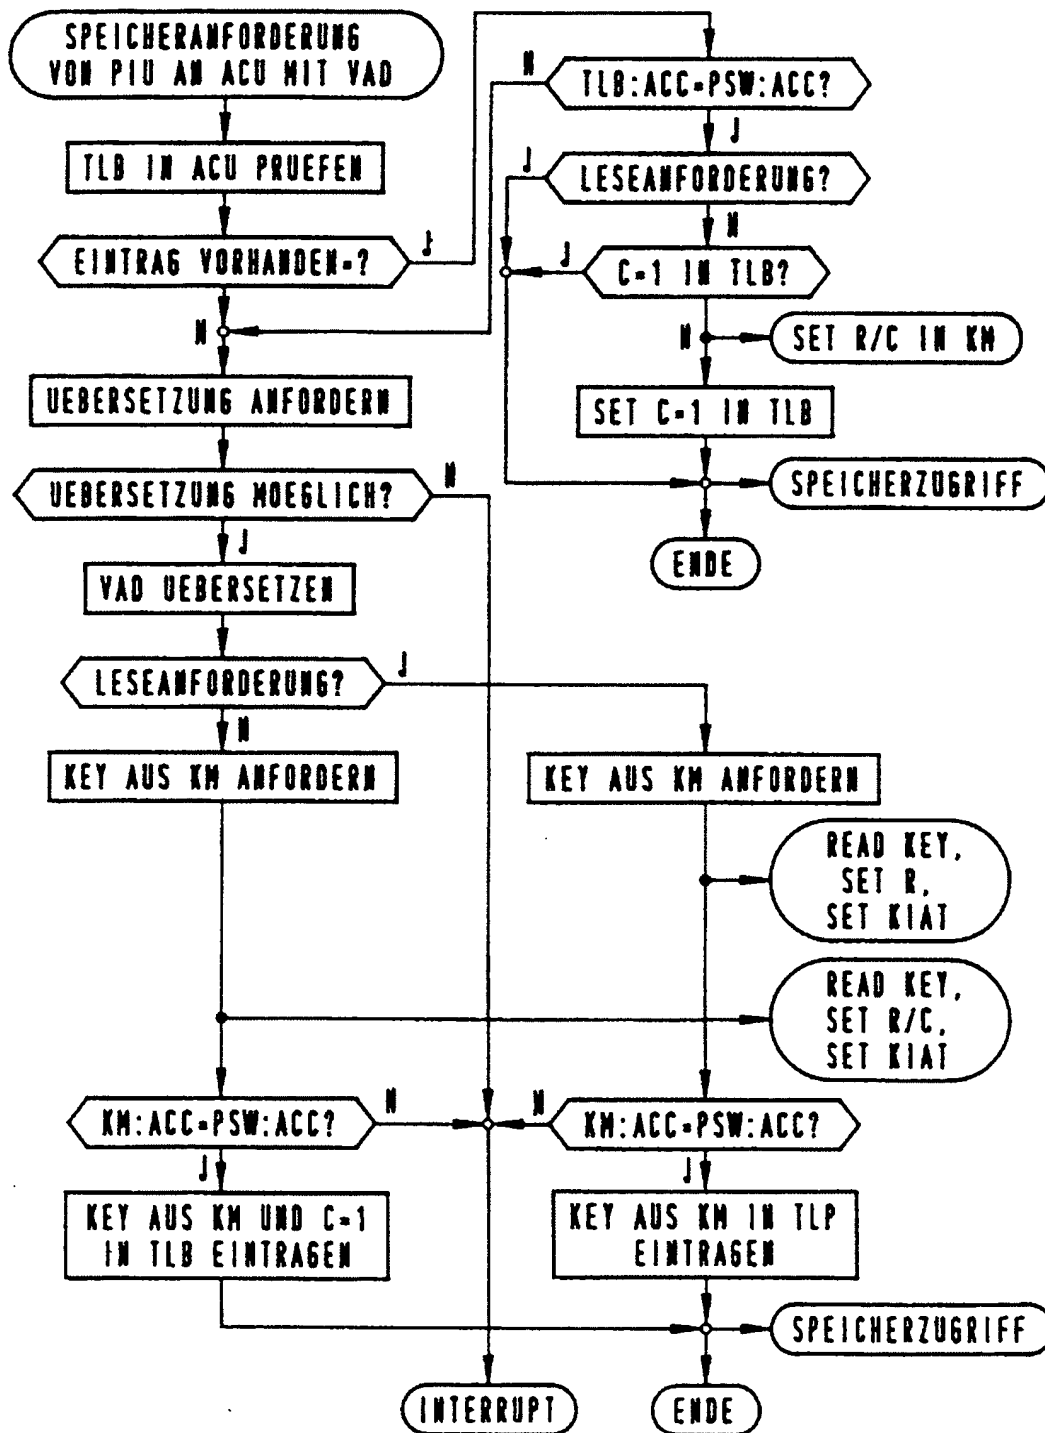 SPEICHERANFORDERUNG
VON PIU AN ACU MIT VAD
TLB IN ACU PRUEFEN
EINTRAG VORHANDEN=?
J
N
UEBERSETZUNG ANFORDERN
UEBERSETZUNG MOEGLICH?
N
J
VAD UEBERSETZEN
LESEANFORDERUNG?
J
N
KEY AUS KM ANFORDERN
KM:ACC=PSW:ACC?
N
J
KEY AUS KM UND C=1
IN TLB EINTRAGEN
INTERRUPT
TLB:ACC=PSW:ACC?
N
J
LESEANFORDERUNG?
J
N
C=1 IN TLB?
J
N
SET R/C IN KM
SET C=1 IN TLB
SPEICHERZUGRIFF
ENDE
KEY AUS KM ANFORDERN
READ KEY,
SET R,
SET KIAT
READ KEY,
SET R/C,
SET KIAT
KM:ACC=PSW:ACC?
N
J
KEY AUS KM IN TLP
EINTRAGEN
SPEICHERZUGRIFF
ENDE